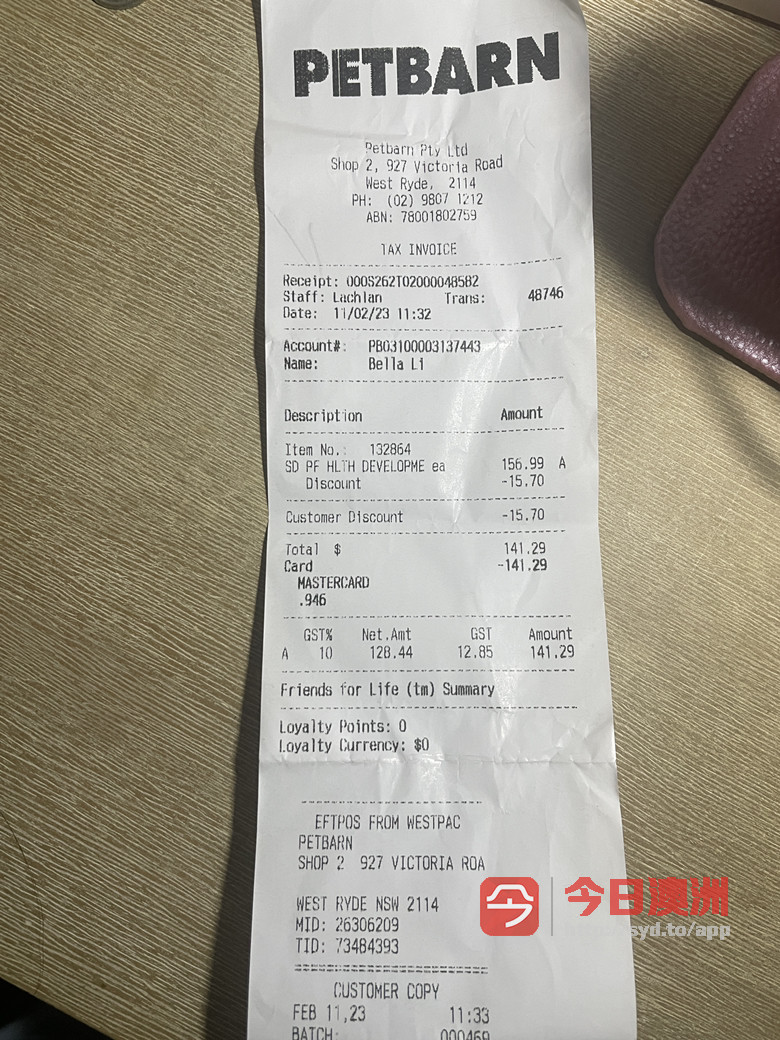 PETBARN
Petbarn Pty Ltd
Shop 2, 927 Victoria Road
West Ryde, 2114
PH: (02) 9807 1212
ABN: 78001802759
TAX INVOICE
Receipt: 000S262T02000048582
Staff: Lachlan Trans: 48746
Date: 11/02/23 11:32
Account#: PB03100003137443
Name: Bella Li
Description Amount
Item No.: 132864
SD PF HLTH DEVELOPME ea 156.99 A
Discount -15.70
Customer Discount -15.70
Total $ 141.29
Card -141.29
MASTERCARD
.946
GST% Net.Amt GST Amount
A 10 128.44 12.85 141.29
Friends for Life (tm) Summary
Loyalty Points: 0
Loyalty Currency: $0
EFTPOS FROM WESTPAC
PETBARN
SHOP 2 927 VICTORIA ROA
WEST RYDE NSW 2114
MID: 26306209
TID: 73484393
CUSTOMER COPY
FEB 11,23 11:33
BATCH: 000469
今 今日澳洲
syd.to/app